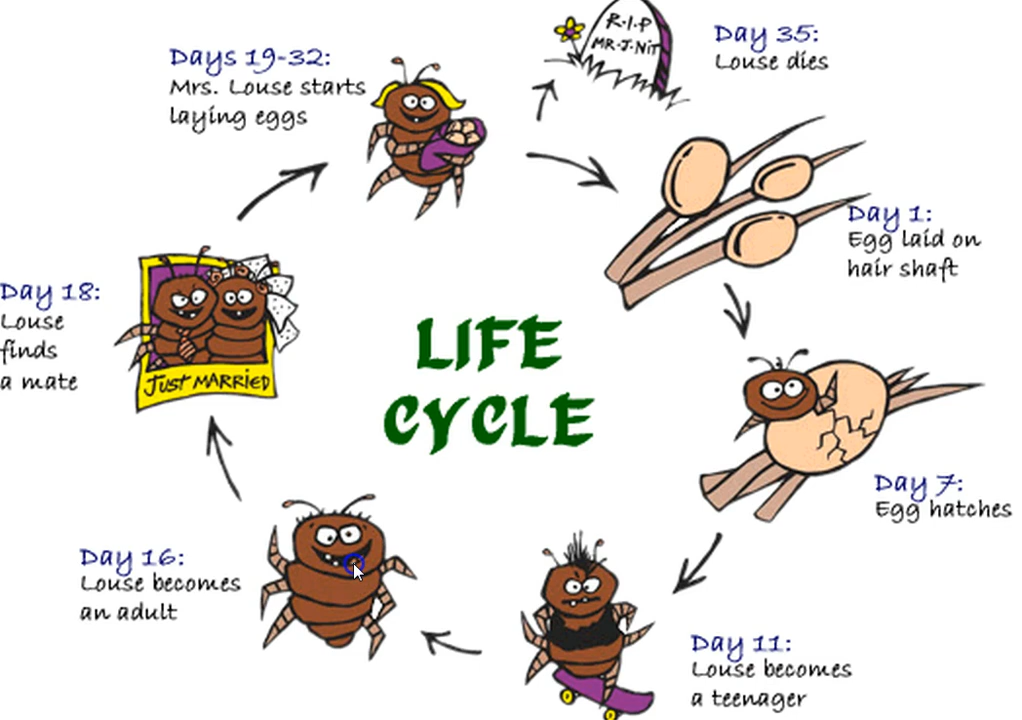 Days 19-32:
Mrs. Louse starts
laying eggs
R.I.P
MR.J.NIT
Day 35:
Louse dies
Day 1:
Egg laid on
hair shaft
Day 18:
Louse
finds
a mate
JUST MARRIED
LIFE
CYCLE
Day 7:
Egg hatches
Day 16:
Louse becomes
an adult
Day 11:
Louse becomes
a teenager